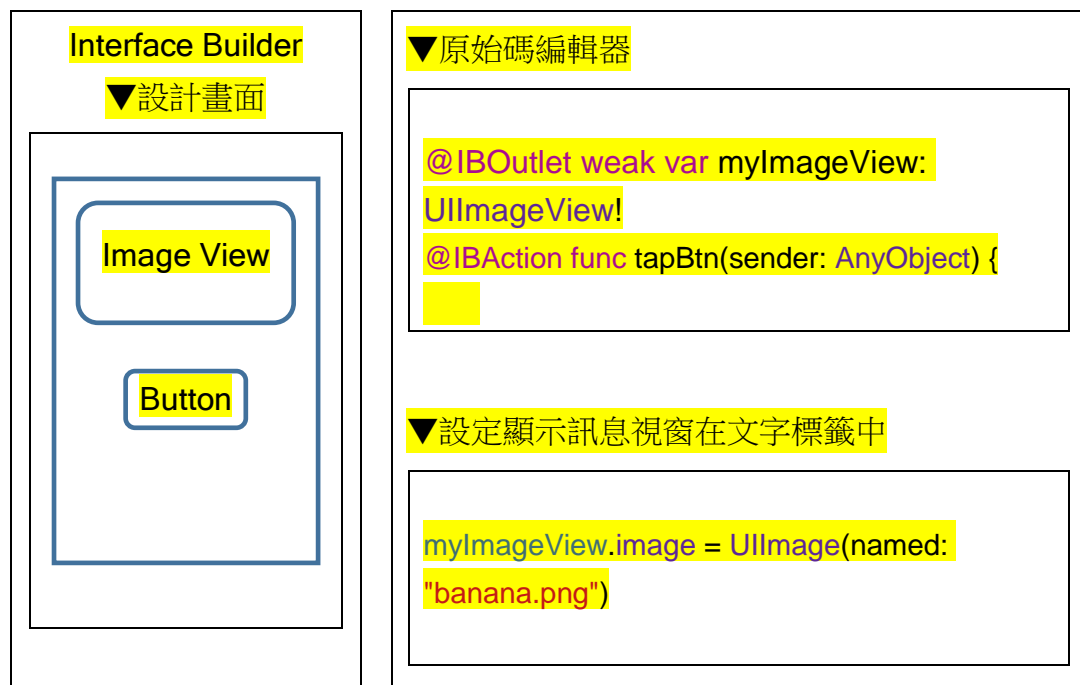 Interface Builder
▼設計畫面
Image View
Button
▼原始碼編輯器
@IBOutlet weak var myImageView:
UIImageView!
@IBAction func tapBtn(sender: AnyObject) {
▼設定顯示訊息視窗在文字標籤中
myImageView.image = UIImage(named:
"banana.png")